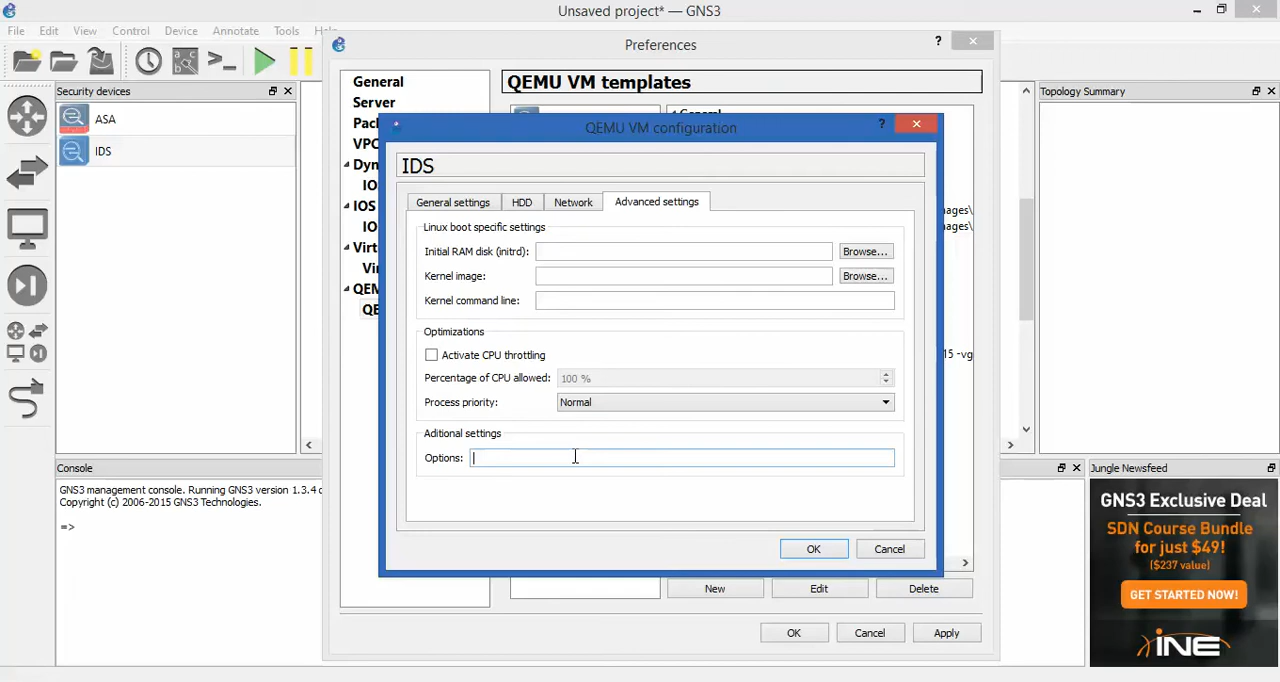 Unsaved project* — GNS3
File Edit View Control Device Annotate Tools
Security devices
ASA
IDS
Preferences
General
Server
QEMU VM templates
General
QEMU VM configuration
IDS
General settings HDD Network Advanced settings
Linux boot specific settings
Initial RAM disk (initrd): Browse...
Kernel image: Browse...
Kernel command line:
Optimizations
Activate CPU throttling
Percentage of CPU allowed: 100 %
Process priority: Normal
Aditional settings
Options:
OK Cancel
New Edit Delete
OK Cancel Apply
Topology Summary
Console
GNS3 management console. Running GNS3 version 1.3.4
Copyright (c) 2006-2015 GNS3 Technologies.
=>
Jungle Newsfeed
GNS3 Exclusive Deal
SDN Course Bundle
for just $49!
($237 value)
GET STARTED NOW!
INE